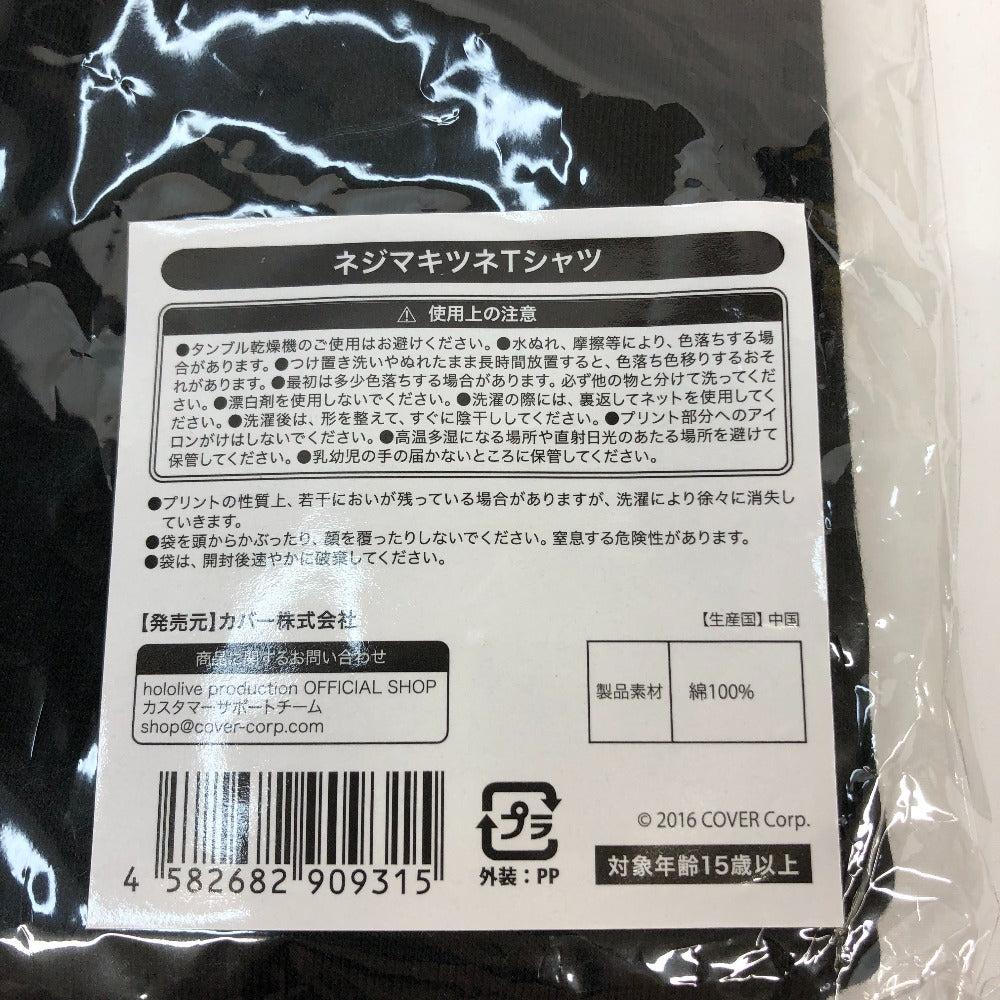 ネジマキツネTシャツ
⚠ 使用上の注意
●タンブル乾燥機のご使用はお避けください。●水ぬれ、摩擦等により、色落ちする場
合があります。●つけ置き洗いやぬれたまま長時間放置すると、色落ち色移りするおそ
れがあります。●最初は多少色落ちする場合があります。必ず他の物と分けて洗ってくだ
さい。●漂白剤を使用しないでください。●洗濯の際には、裏返してネットを使用してく
ださい。●洗濯後は、形を整えて、すぐに陰干ししてください。●プリント部分へのアイ
ロンがけはしないでください。●高温多湿になる場所や直射日光のあたる場所を避けて
保管してください。●乳幼児の手の届かないところに保管してください。
●プリントの性質上、若干においが残っている場合がありますが、洗濯により徐々に消失し
ていきます。
●袋を頭からかぶったり、顔を覆ったりしないでください。窒息する危険性があります。
●袋は、開封後速やかに破棄してください。
【発売元】カバー株式会社
【生産国】中国
商品に関するお問い合わせ
hololive production OFFICIAL SHOP
カスタマーサポートチーム
shop@cover-corp.com
製品素材 綿100%
プラ
外装：PP
© 2016 COVER Corp.
対象年齢15歳以上
4 582682 909315